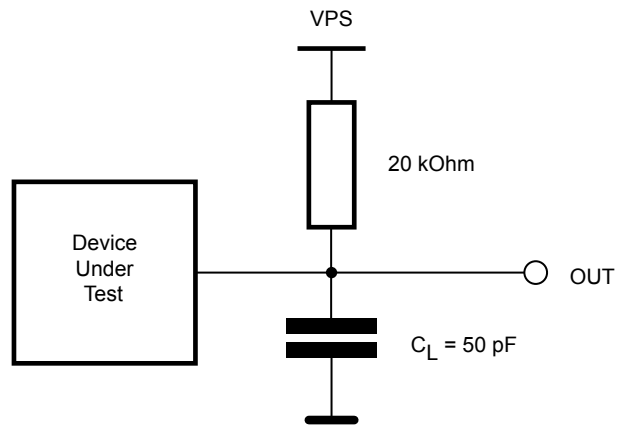 VPS
20 kOhm
Device
Under
Test
OUT
CL = 50 pF